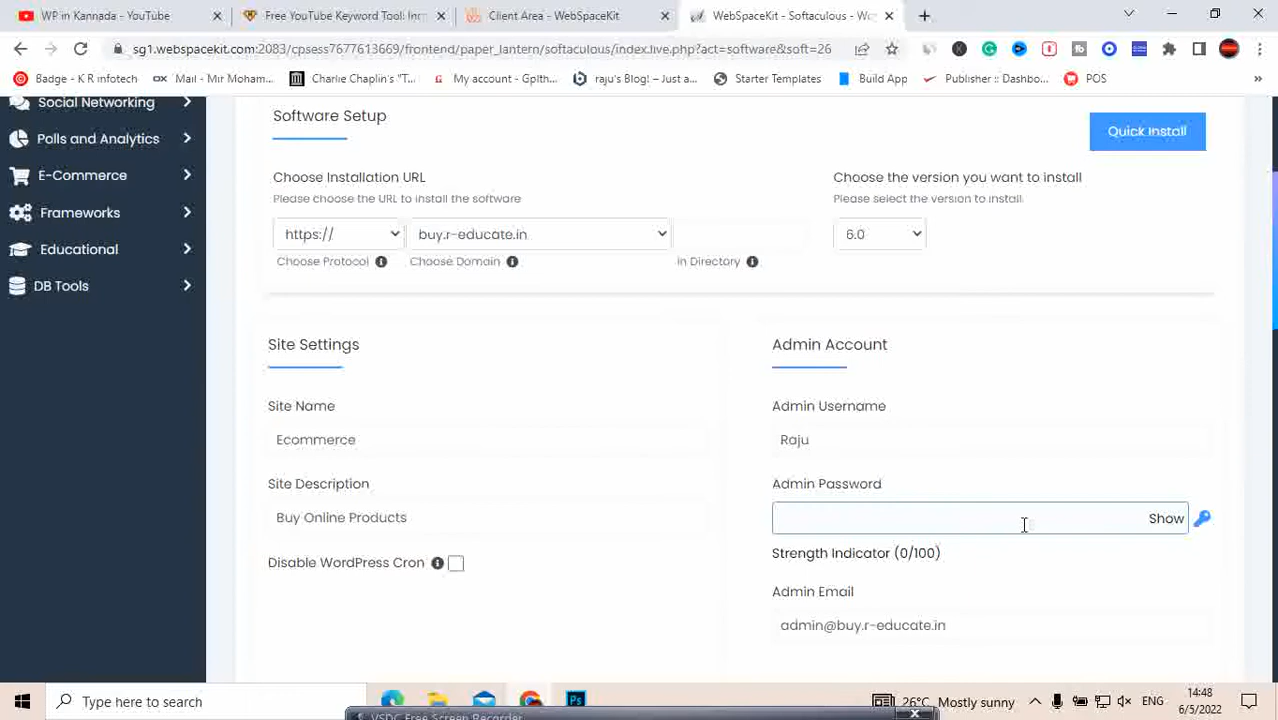 WP in Kannada - YouTube
Free YouTube Keyword Tool: In
Client Area - WebSpaceKit
WebSpaceKit - Softaculous - W
sg1.webspacekit.com:2083/cpsess7677613669/frontend/paper_lantern/softaculous/index.live.php?act=software&soft=26
Badge - K R infotech
Mail - Mir Moham...
Charlie Chaplin's "T...
My account - Gplth...
raju's Blog! – Just a...
Starter Templates
Build App
Publisher :: Dashbo...
POS
»
Social Networking
Polls and Analytics
E-Commerce
Frameworks
Educational
DB Tools
Software Setup
Quick Install
Choose Installation URL
Please choose the URL to install the software
https://
buy.r-educate.in
Choose Protocol
Choose Domain
In Directory
Choose the version you want to install
Please select the version to install.
6.0
Site Settings
Site Name
Ecommerce
Site Description
Buy Online Products
Disable WordPress Cron
Admin Account
Admin Username
Raju
Admin Password
Show
Strength Indicator (0/100)
Admin Email
admin@buy.r-educate.in
Type here to search
Ps
26°C Mostly sunny
ENG
14:48
6/5/2022
VSDC Free Screen Recorder